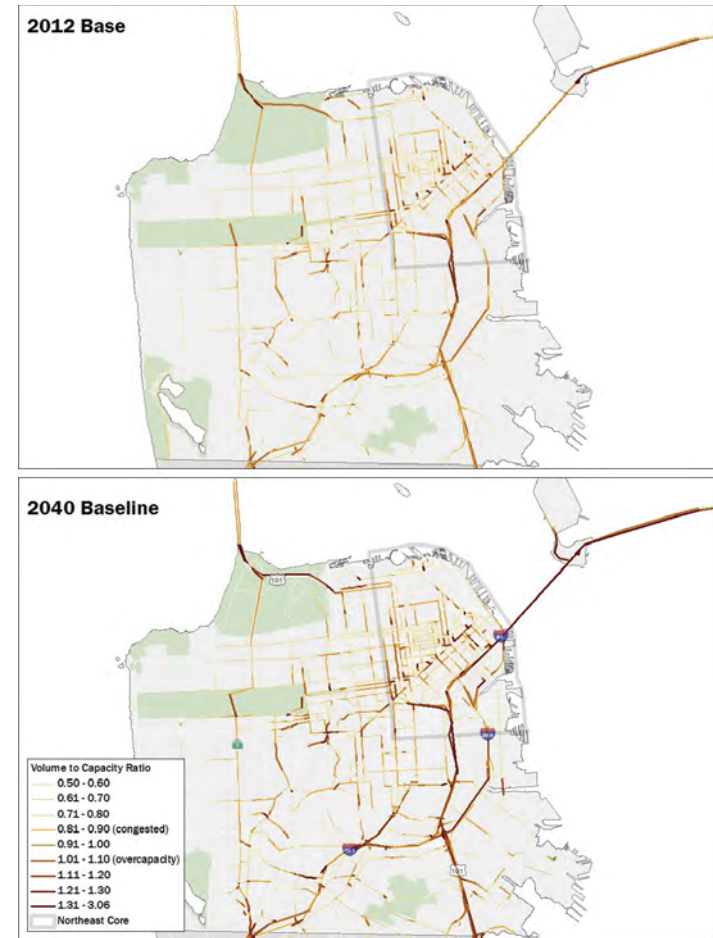 2012 Base
2040 Baseline
101
Volume to Capacity Ratio
0.50 - 0.60
0.61 - 0.70
0.71 - 0.80
0.81 - 0.90 (congested)
0.91 - 1.00
1.01 - 1.10 (overcapacity)
1.11 - 1.20
1.21 - 1.30
1.31 - 3.06
Northeast Core
101